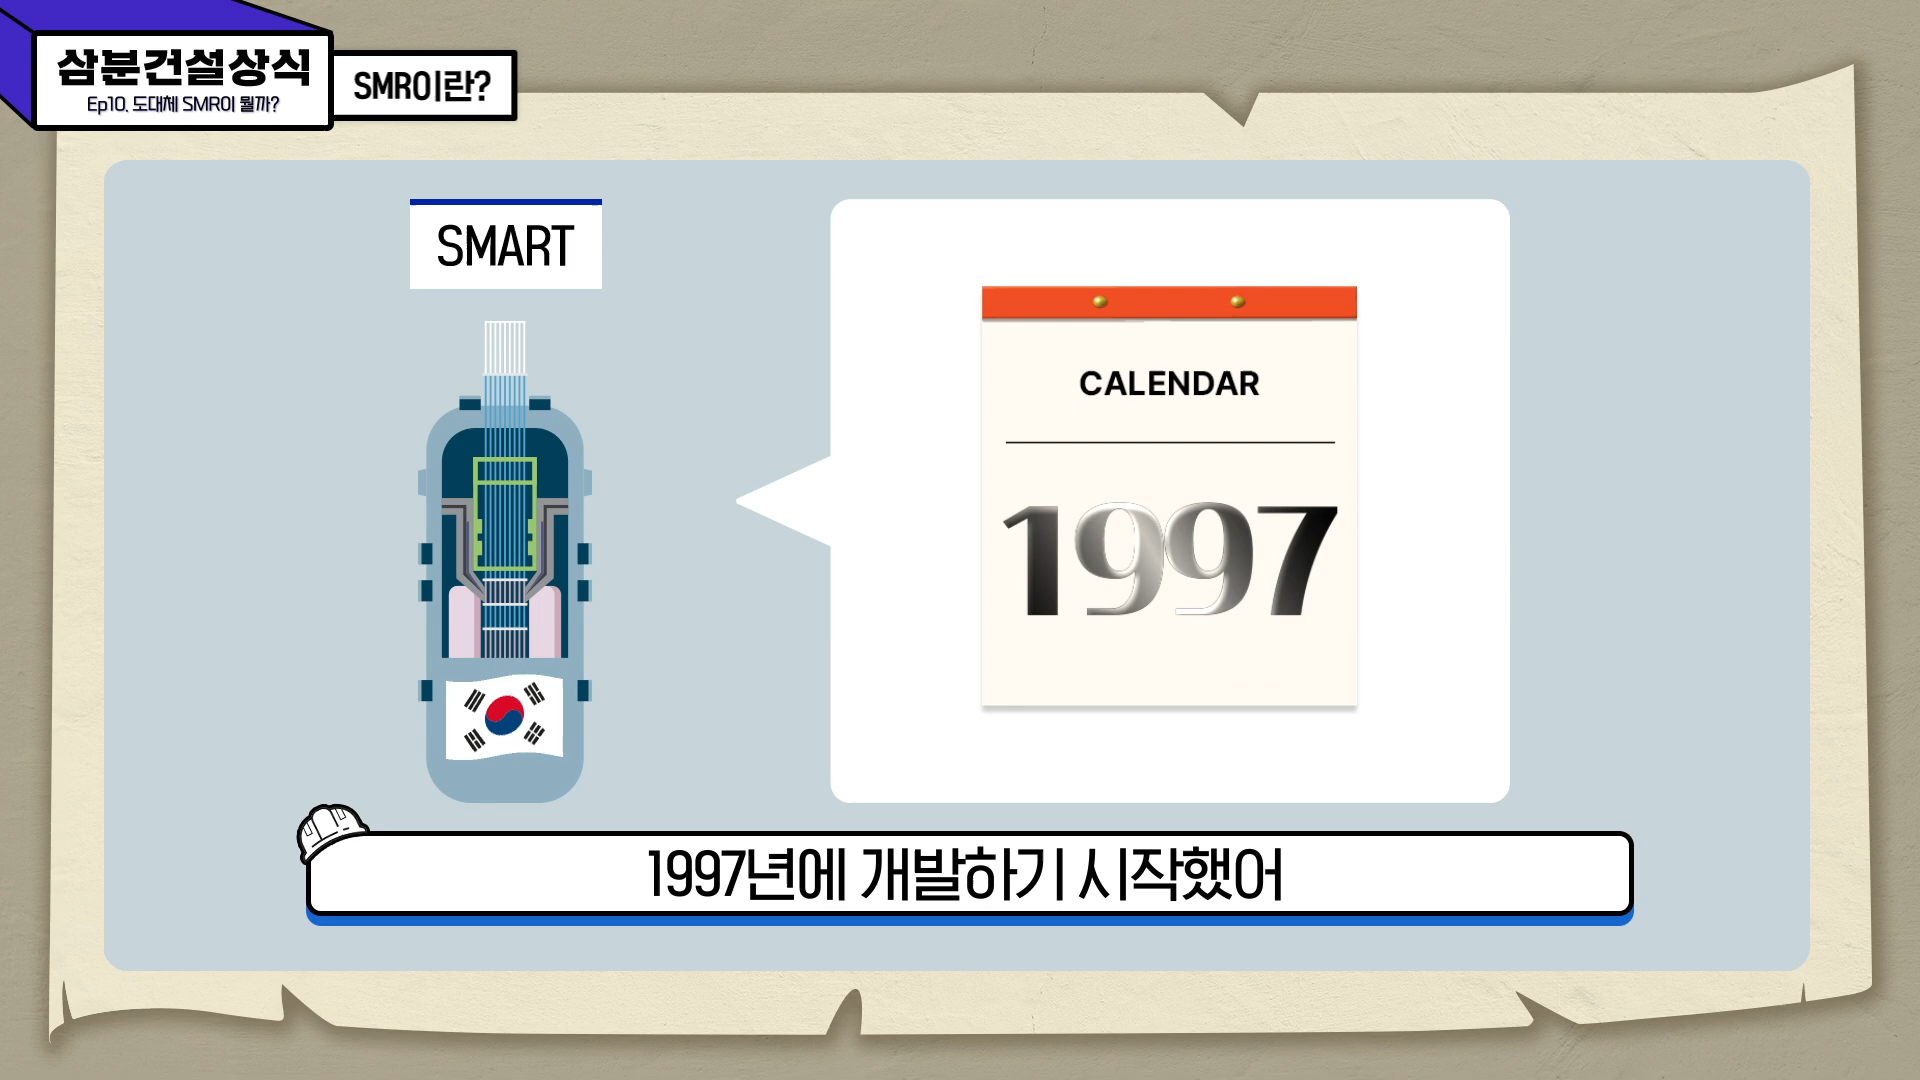 삼분건설상식
Ep10. 도대체 SMR이 뭘까?
SMR이란?
SMART
CALENDAR
1997
1997년에 개발하기 시작했어